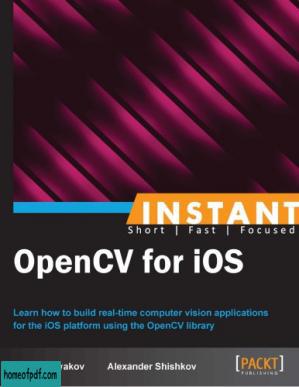 INSTANT
Short | Fast | Focused
OpenCV for iOS
Learn how to build real-time computer vision applications
for the iOS platform using the OpenCV library
Alexander Shishkov
[PACKT]
PUBLISHING
homeofpdf.com